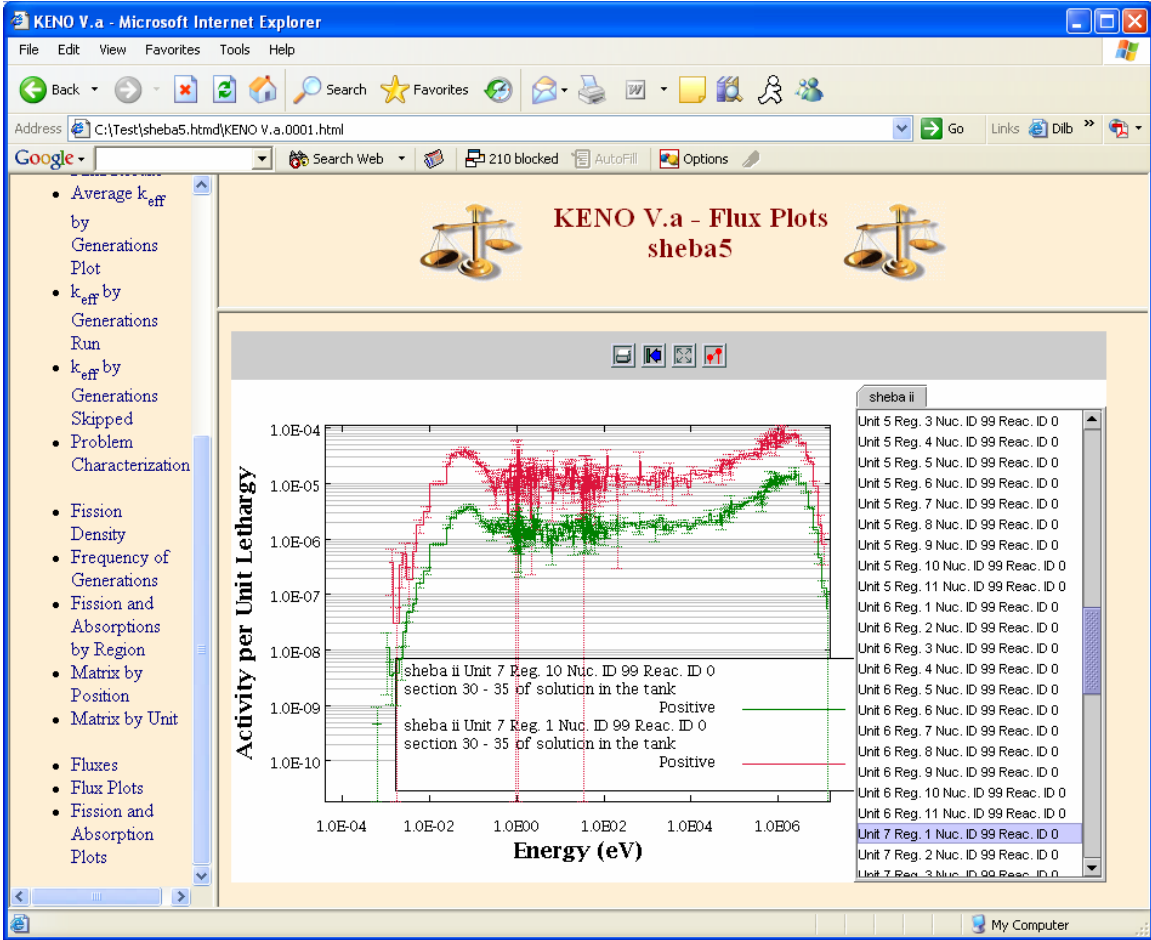 KENO V.a - Microsoft Internet Explorer
File Edit View Favorites Tools Help
Back Search Favorites
Address C:\Test\sheba5.htmd\KENO V.a.0001.html Go Links Dilb »
Google Search Web 210 blocked AutoFill Options
Average keff
by
Generations
Plot
keff by
Generations
Run
keff by
Generations
Skipped
Problem
Characterization
Fission
Density
Frequency of
Generations
Fission and
Absorptions
by Region
Matrix by
Position
Matrix by Unit
Fluxes
Flux Plots
Fission and
Absorption
Plots
KENO V.a - Flux Plots
sheba5
Activity per Unit Lethargy
1.0E-04
1.0E-05
1.0E-06
1.0E-07
1.0E-08
1.0E-09
1.0E-10
sheba ii Unit 7 Reg. 10 Nuc. ID 99 Reac. ID 0
section 30 - 35 of solution in the tank
Positive
sheba ii Unit 7 Reg. 1 Nuc. ID 99 Reac. ID 0
section 30 - 35 of solution in the tank
Positive
1.0E-04 1.0E-02 1.0E00 1.0E02 1.0E04 1.0E06
Energy (eV)
sheba ii
Unit 5 Reg. 3 Nuc. ID 99 Reac. ID 0
Unit 5 Reg. 4 Nuc. ID 99 Reac. ID 0
Unit 5 Reg. 5 Nuc. ID 99 Reac. ID 0
Unit 5 Reg. 6 Nuc. ID 99 Reac. ID 0
Unit 5 Reg. 7 Nuc. ID 99 Reac. ID 0
Unit 5 Reg. 8 Nuc. ID 99 Reac. ID 0
Unit 5 Reg. 9 Nuc. ID 99 Reac. ID 0
Unit 5 Reg. 10 Nuc. ID 99 Reac. ID 0
Unit 5 Reg. 11 Nuc. ID 99 Reac. ID 0
Unit 6 Reg. 1 Nuc. ID 99 Reac. ID 0
Unit 6 Reg. 2 Nuc. ID 99 Reac. ID 0
Unit 6 Reg. 3 Nuc. ID 99 Reac. ID 0
Unit 6 Reg. 4 Nuc. ID 99 Reac. ID 0
Unit 6 Reg. 5 Nuc. ID 99 Reac. ID 0
Unit 6 Reg. 6 Nuc. ID 99 Reac. ID 0
Unit 6 Reg. 7 Nuc. ID 99 Reac. ID 0
Unit 6 Reg. 8 Nuc. ID 99 Reac. ID 0
Unit 6 Reg. 9 Nuc. ID 99 Reac. ID 0
Unit 6 Reg. 10 Nuc. ID 99 Reac. ID 0
Unit 6 Reg. 11 Nuc. ID 99 Reac. ID 0
Unit 7 Reg. 1 Nuc. ID 99 Reac. ID 0
Unit 7 Reg. 2 Nuc. ID 99 Reac. ID 0
Unit 7 Reg. 3 Nuc. ID 99 Reac. ID 0
My Computer